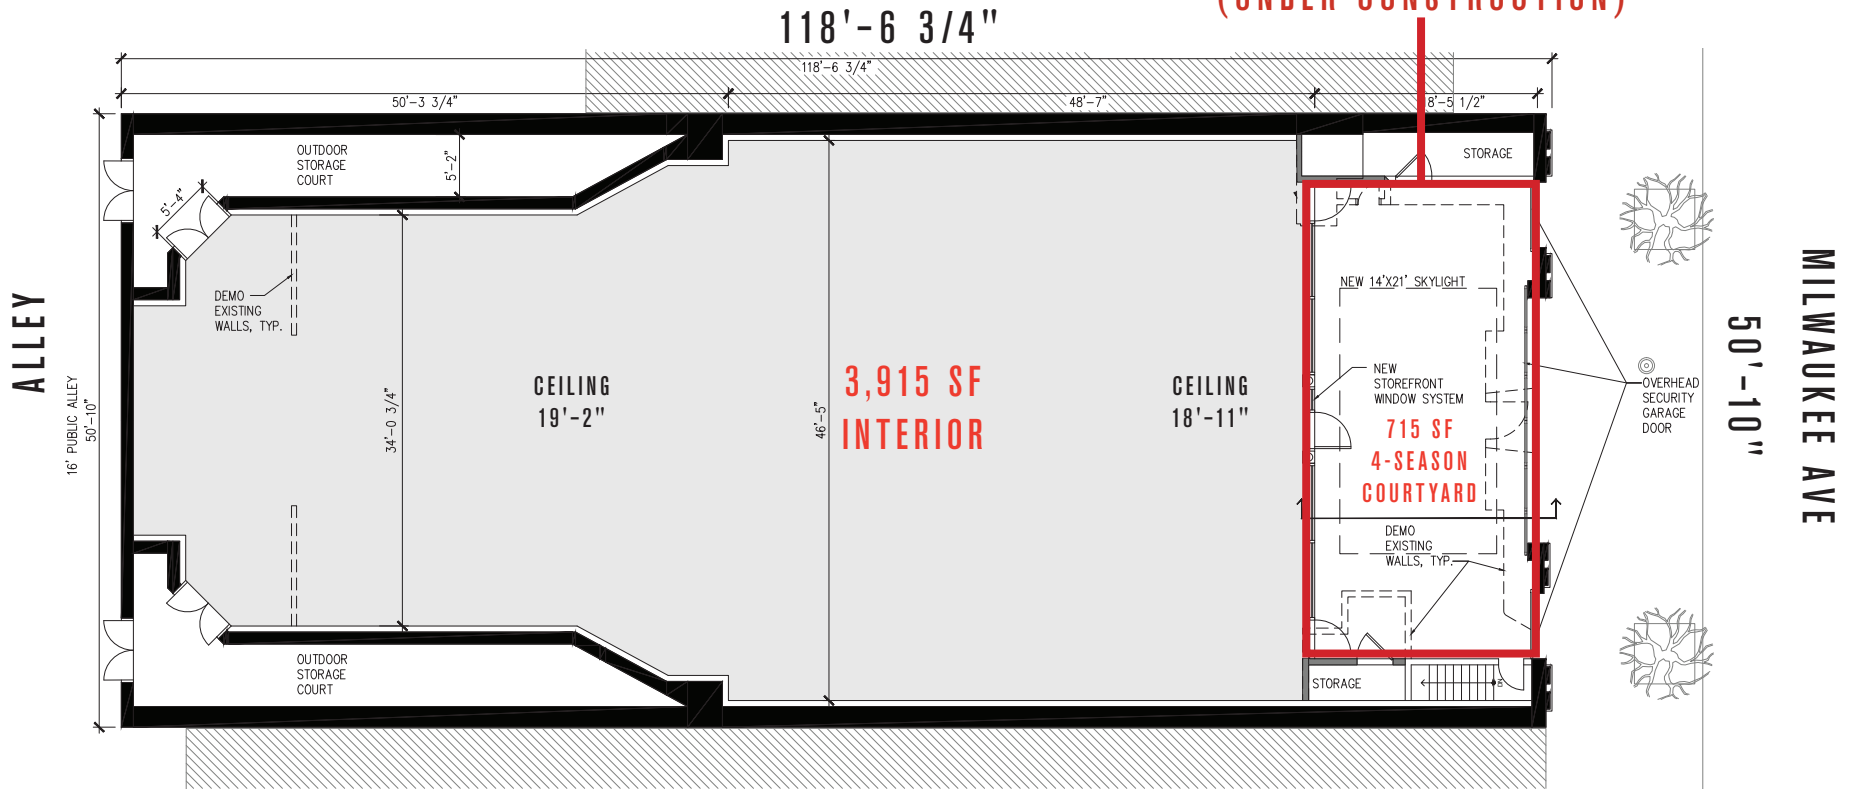 (UNDER CONSTRUCTION)
118'-6 3/4"
118'-6 3/4"
50'-3 3/4"
48'-7"
8'-5 1/2"
OUTDOOR
STORAGE
COURT
5'-2"
5'-4"
STORAGE
DEMO
EXISTING
WALLS, TYP.
NEW 14'X21' SKYLIGHT
ALLEY
16' PUBLIC ALLEY
50'-10"
34'-0 3/4"
CEILING
19'-2"
46'-5"
3,915 SF
INTERIOR
CEILING
18'-11"
NEW
STOREFRONT
WINDOW SYSTEM
715 SF
4-SEASON
COURTYARD
OVERHEAD
SECURITY
GARAGE
DOOR
50'-10"
MILWAUKEE AVE
DEMO
EXISTING
WALLS, TYP.
OUTDOOR
STORAGE
COURT
STORAGE